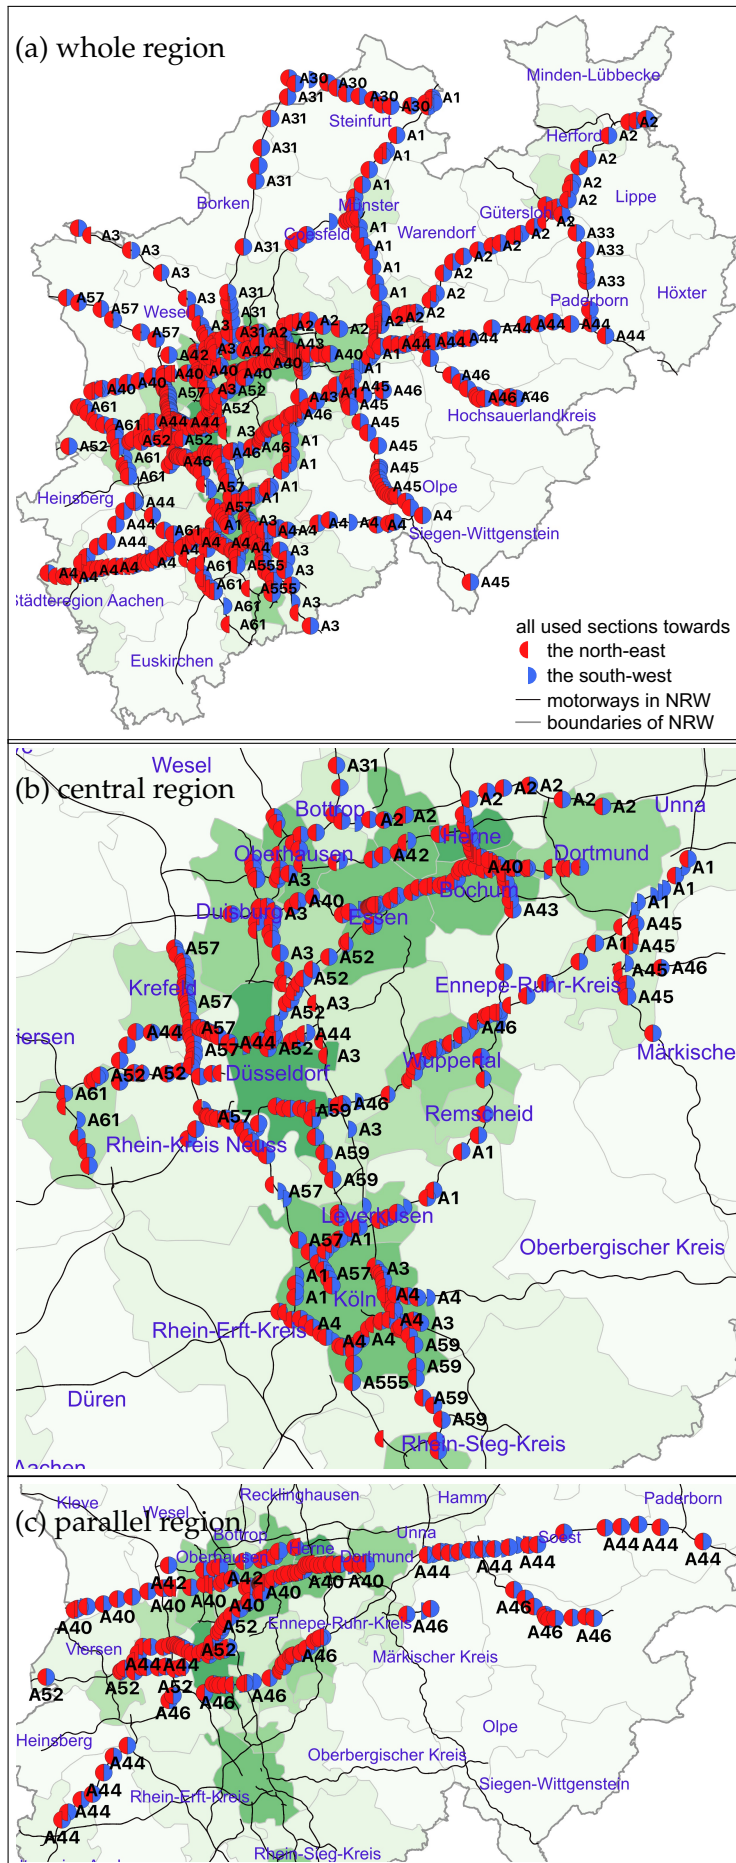 (a) whole region
Minden-Lübbecke
A30
A30
A31
A30
A30
A1
Steinfurt
A31
A2
Herford
A2
A1
A31
A1
A2
A31
A1
A2
Lippe
Borken
Münster
Gütersloh
A2
A3
Coesfeld
A1
Warendorf
A2
A33
A3
A31
A1
A2
A33
A3
A1
A2
A33
A57
A31
A1
A2
Paderborn
Höxter
A57
Wesel
A3
A31
A2
A57
A3
A31
A2
A2
A2
A44
A44
A44
A42
A3
A42
A43
A40
A1
A44
A44
A44
A40
A40
A40
A40
A40
A46
A61
A57
A3
A52
A43
A1
A45
A46
A46
A46
A61
A44
A44
A52
A46
A45
Hochsauerlandkreis
A52
A52
A52
A3
A1
A45
A61
A46
A46
A46
A1
A45
Heinsberg
A61
A57
A1
A45
Olpe
A44
A57
A1
A4
A44
A61
A1
A3
A4
A4
A4
A4
A4
Siegen-Wittgenstein
A44
A4
A4
A4
A3
A4
A4
A4
A4
A4
A61
A555
A3
A45
Städteregion Aachen
A61
A555
A3
A61
A3
Euskirchen
all used sections towards
the north-east
the south-west
motorways in NRW
boundaries of NRW
(b) central region
Wesel
A31
A2
A2
Bottrop
A2
A2
A2
A2
Unna
Herne
Oberhausen
A42
Dortmund
A3
A40
A1
Duisburg
A3
A40
Essen
Bochum
A43
A1
A1
A45
A57
A3
A52
A1
A45
Krefeld
A52
A45
A46
A57
A3
Ennepe-Ruhr-Kreis
A45
A57
A52
A46
iersen
A44
A44
A44
A57
A52
A3
Wuppertal
Märkische
A52
A52
Düsseldorf
A61
A59
A46
Remscheid
A61
A57
A3
Rhein-Kreis Neuss
A59
A1
A59
A57
A1
Leverkusen
A57
A1
Oberbergischer Kreis
A1
A57
A3
A1
Köln
A4
A4
Rhein-Erft-Kreis
A4
A4
A3
A4
A4
A59
A59
A555
Düren
A59
A59
Rhein-Sieg-Kreis
Aachen
(c) parallel region
Kleve
Wesel
Recklinghausen
Hamm
Paderborn
Bottrop
Unna
Soest
Oberhausen
Herne
Dortmund
A44
A44
A44
A44
A44
A44
A42
A42
A40
A40
A40
A40
A40
A40
A40
A40
A46
A52
Ennepe-Ruhr-Kreis
A46
A46
Viersen
A44
A44
A52
A46
Märkischer Kreis
A52
A52
A46
A46
A46
Heinsberg
Olpe
A44
Oberbergischer Kreis
Siegen-Wittgenstein
A44
Rhein-Erft-Kreis
A44
A44
Rhein-Sieg-Kreis